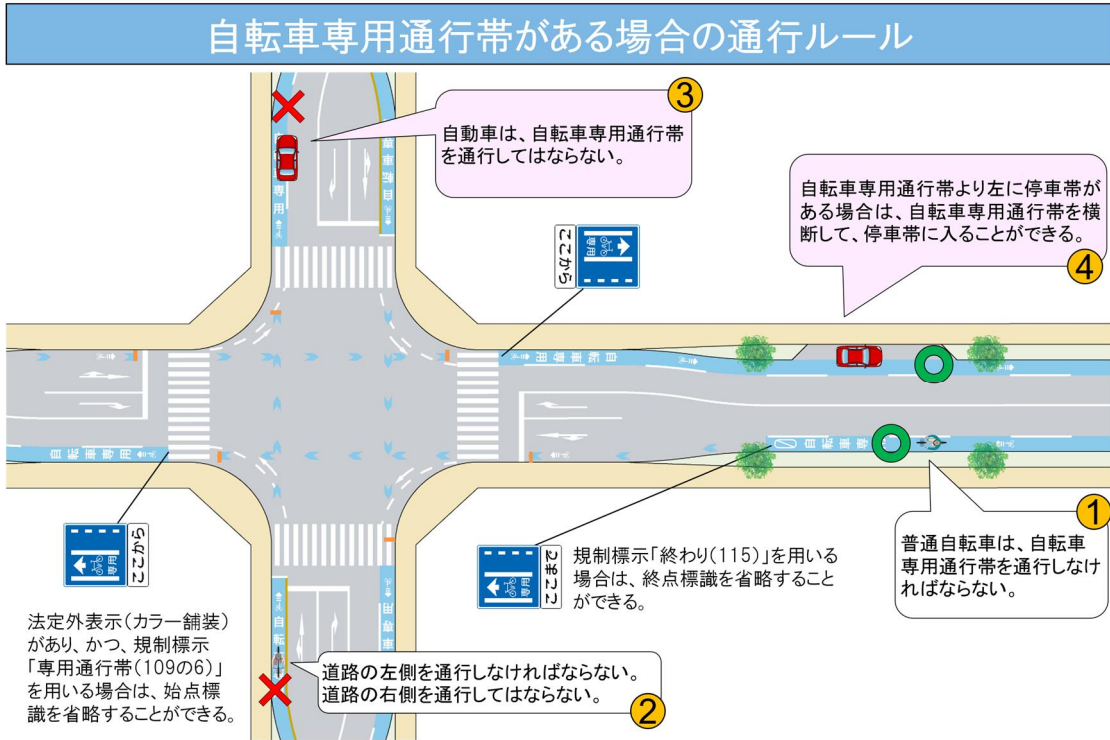 自転車専用通行帯がある場合の通行ルール
③
自動車は、自転車専用通行帯
を通行してはならない。
自転車専用通行帯より左に停車帯が
ある場合は、自転車専用通行帯を横
断して、停車帯に入ることができる。
④
専用
自転車専用
専用
ここから
自転車専用
自転車専用
自転車専
①
普通自転車は、自転車
専用通行帯を通行しなけ
ればならない。
専用
ここから
専用
ここまで
規制標示「終わり(115)」を用いる
場合は、終点標識を省略すること
ができる。
法定外表示(カラー舗装)
があり、かつ、規制標示
「専用通行帯(109の6)」
を用いる場合は、始点標
識を省略することができる。
自転
車専用
道路の左側を通行しなければならない。
道路の右側を通行してはならない。
②